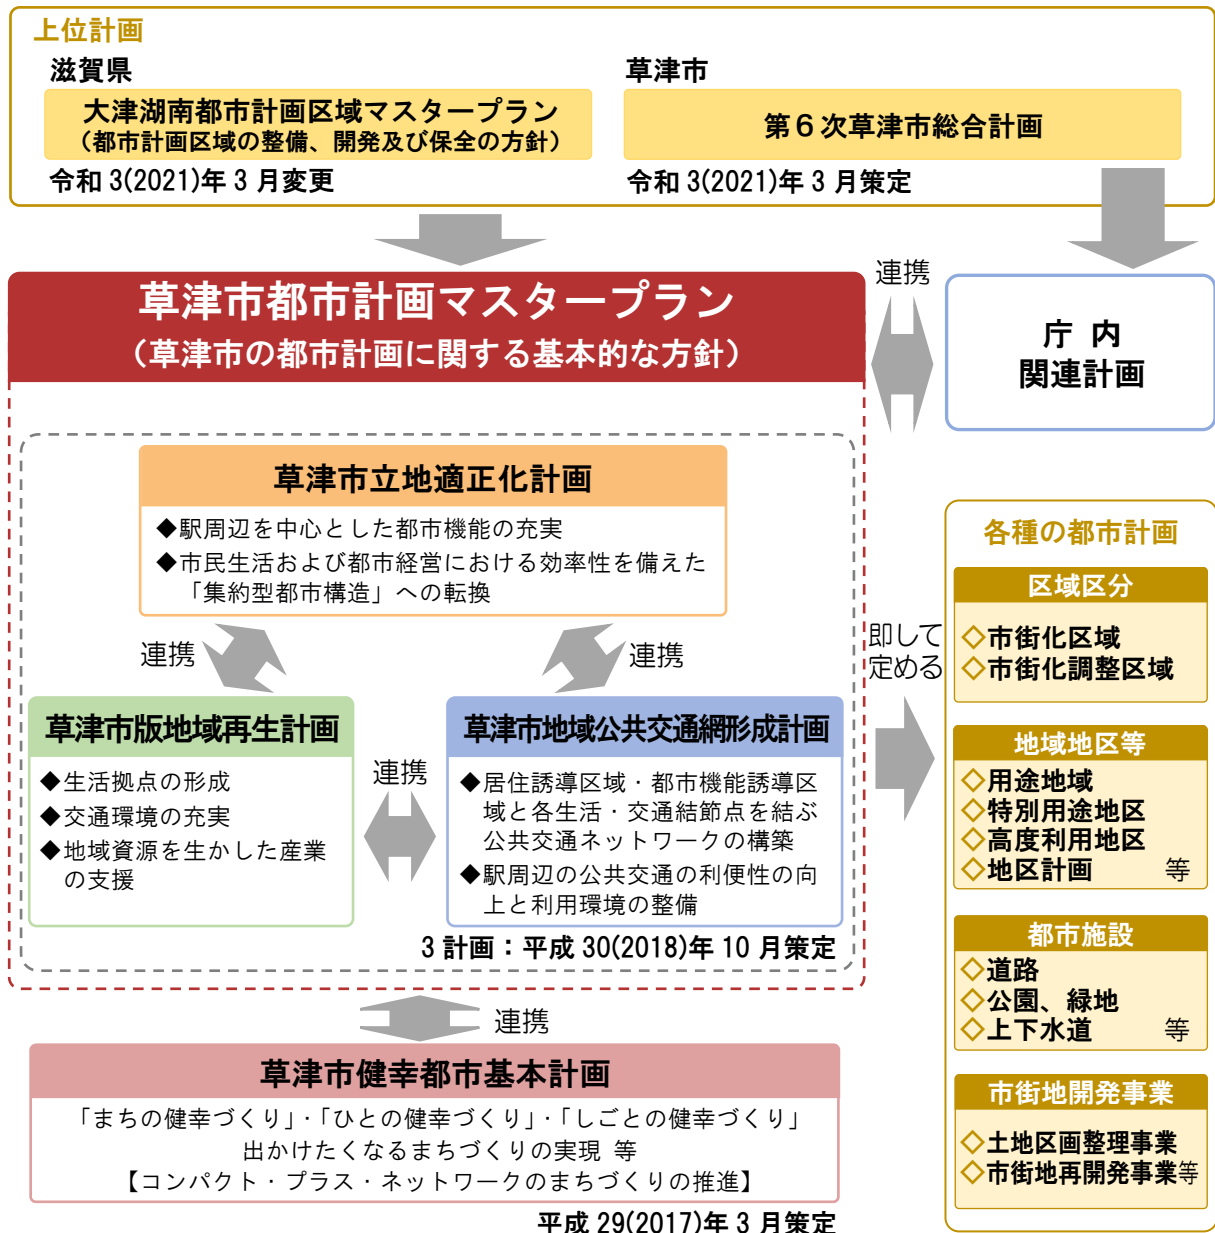 上位計画
滋賀県
大津湖南都市計画区域マスタープラン
（都市計画区域の整備、開発及び保全の方針）
令和 3(2021)年 3 月変更
草津市
第６次草津市総合計画
令和 3(2021)年 3 月策定
草津市都市計画マスタープラン
（草津市の都市計画に関する基本的な方針）
連携
庁 内
関連計画
草津市立地適正化計画
◆駅周辺を中心とした都市機能の充実
◆市民生活および都市経営における効率性を備えた
「集約型都市構造」への転換
連携
連携
草津市版地域再生計画
◆生活拠点の形成
◆交通環境の充実
◆地域資源を生かした産業
の支援
連携
草津市地域公共交通網形成計画
◆居住誘導区域・都市機能誘導区
域と各生活・交通結節点を結ぶ
公共交通ネットワークの構築
◆駅周辺の公共交通の利便性の向
上と利用環境の整備
3 計画：平成 30(2018)年 10 月策定
連携
草津市健幸都市基本計画
「まちの健幸づくり」・「ひとの健幸づくり」・「しごとの健幸づくり」
出かけたくなるまちづくりの実現 等
【コンパクト・プラス・ネットワークのまちづくりの推進】
平成 29(2017)年 3 月策定
即して
定める
各種の都市計画
区域区分
◇市街化区域
◇市街化調整区域
地域地区等
◇用途地域
◇特別用途地区
◇高度利用地区
◇地区計画 等
都市施設
◇道路
◇公園、緑地
◇上下水道 等
市街地開発事業
◇土地区画整理事業
◇市街地再開発事業等